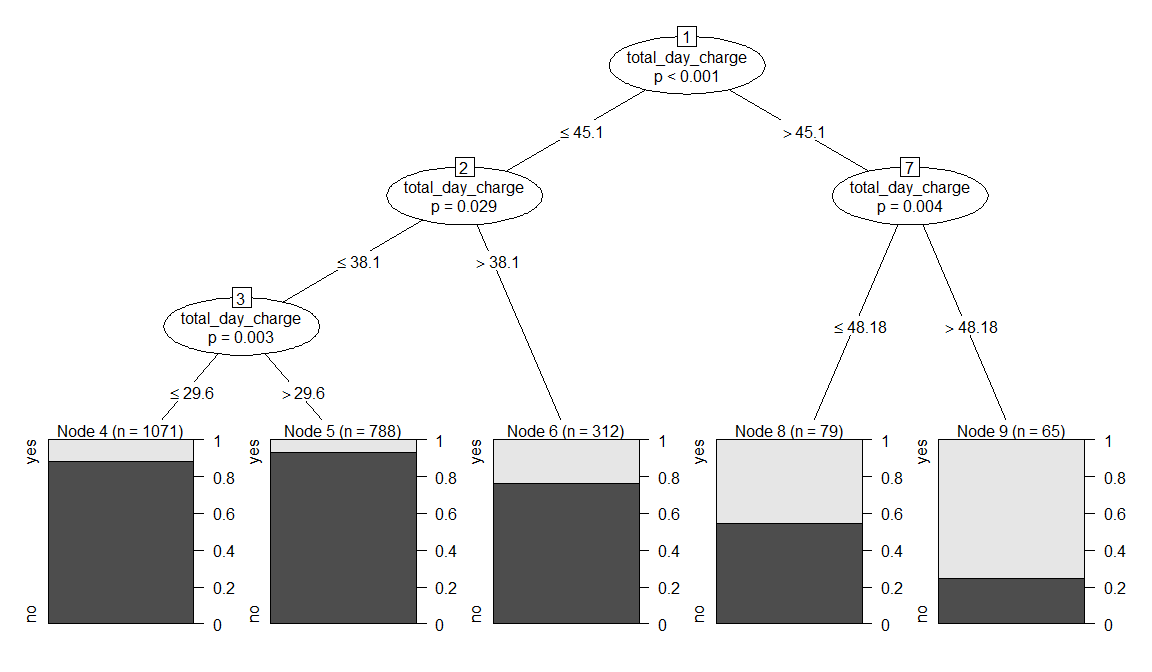 1
total_day_charge
p < 0.001
≤ 45.1
> 45.1
2
total_day_charge
p = 0.029
7
total_day_charge
p = 0.004
≤ 38.1
> 38.1
3
total_day_charge
p = 0.003
≤ 48.18
> 48.18
≤ 29.6
> 29.6
Node 4 (n = 1071)
yes
no
1
0.8
0.6
0.4
0.2
0
Node 5 (n = 788)
yes
no
1
0.8
0.6
0.4
0.2
0
Node 6 (n = 312)
yes
no
1
0.8
0.6
0.4
0.2
0
Node 8 (n = 79)
yes
no
1
0.8
0.6
0.4
0.2
0
Node 9 (n = 65)
yes
no
1
0.8
0.6
0.4
0.2
0